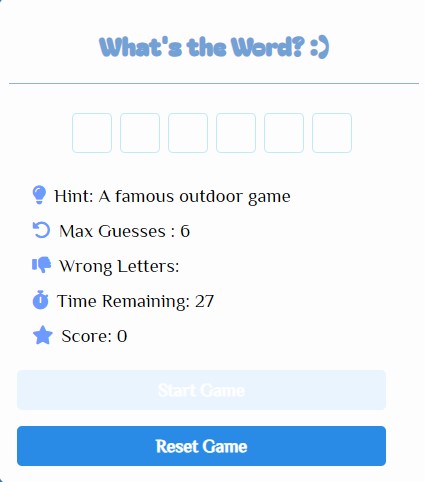 What's the Word? :)
Hint: A famous outdoor game
Max Guesses : 6
Wrong Letters:
Time Remaining: 27
Score: 0
Start Game
Reset Game